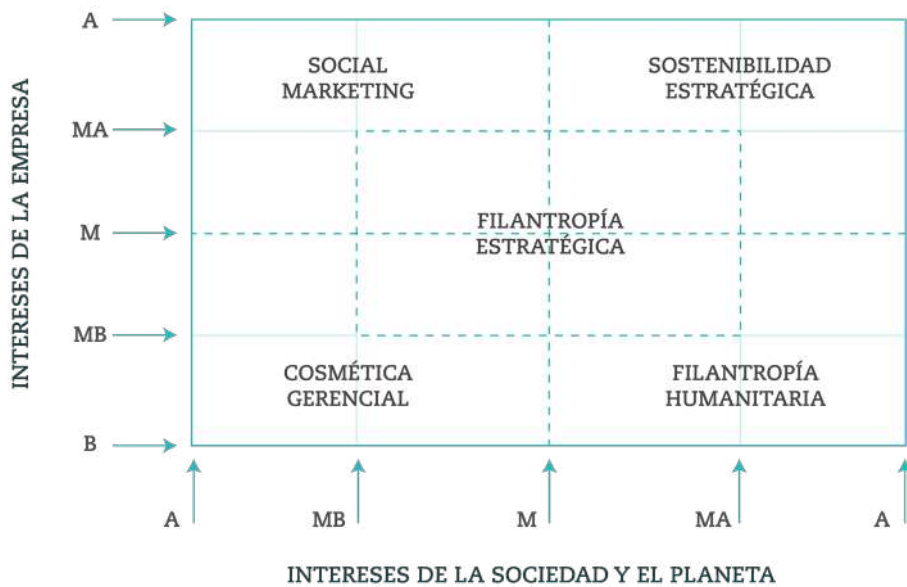 A
SOCIAL
MARKETING
SOSTENIBILIDAD
ESTRATÉGICA
MA
INTERESES DE LA EMPRESA
M
FILANTROPÍA
ESTRATÉGICA
MB
COSMÉTICA
GERENCIAL
FILANTROPÍA
HUMANITARIA
B
A
MB
M
MA
A
INTERESES DE LA SOCIEDAD Y EL PLANETA